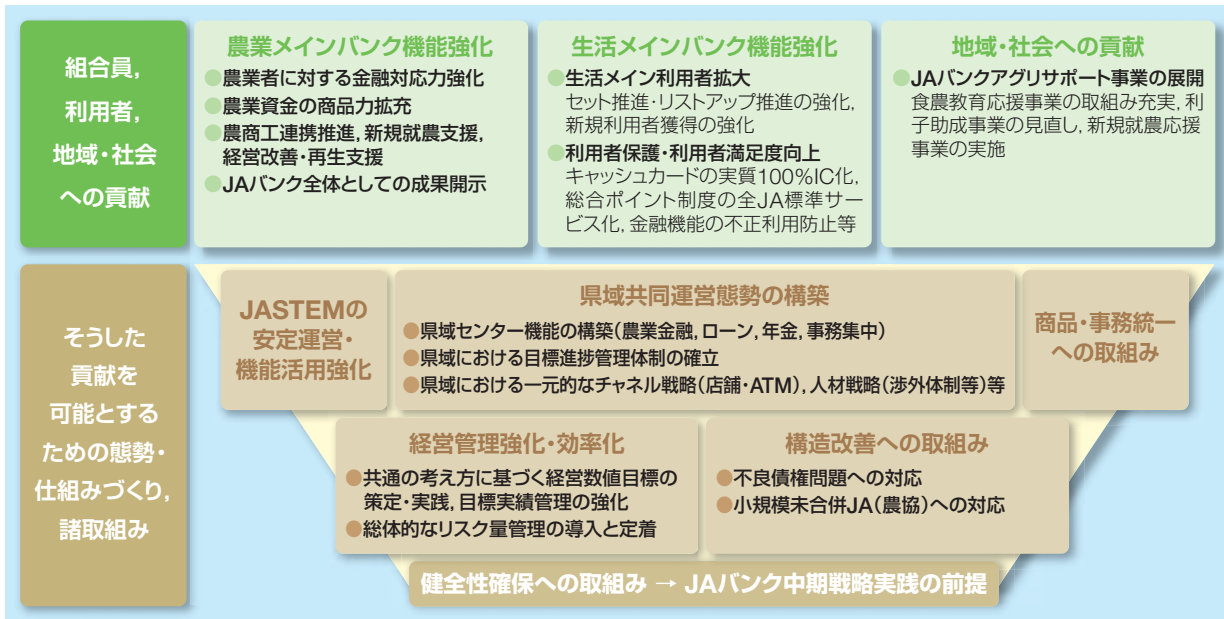 組合員,
利用者,
地域・社会
への貢献
農業メインバンク機能強化
●農業者に対する金融対応力強化
●農業資金の商品力拡充
●農商工連携推進, 新規就農支援,
経営改善・再生支援
●JAバンク全体としての成果開示
生活メインバンク機能強化
●生活メイン利用者拡大
セット推進・リストアップ推進の強化,
新規利用者獲得の強化
●利用者保護・利用者満足度向上
キャッシュカードの実質100%IC化,
総合ポイント制度の全JA標準サー
ビス化, 金融機能の不正利用防止等
地域・社会への貢献
●JAバンクアグリサポート事業の展開
食農教育応援事業の取組み充実, 利
子助成事業の見直し, 新規就農応援
事業の実施
そうした
貢献を
可能とする
ための態勢・
仕組みづくり,
諸取組み
JASTEMの
安定運営・
機能活用強化
県域共同運営態勢の構築
●県域センター機能の構築(農業金融, ローン, 年金, 事務集中)
●県域における目標進捗管理体制の確立
●県域における一元的なチャネル戦略(店舗・ATM), 人材戦略(渉外体制等)等
商品・事務統一
への取組み
経営管理強化・効率化
●共通の考え方に基づく経営数値目標の
策定・実践, 目標実績管理の強化
●総体的なリスク量管理の導入と定着
構造改善への取組み
●不良債権問題への対応
●小規模未合併JA(農協)への対応
健全性確保への取組み → JAバンク中期戦略実践の前提